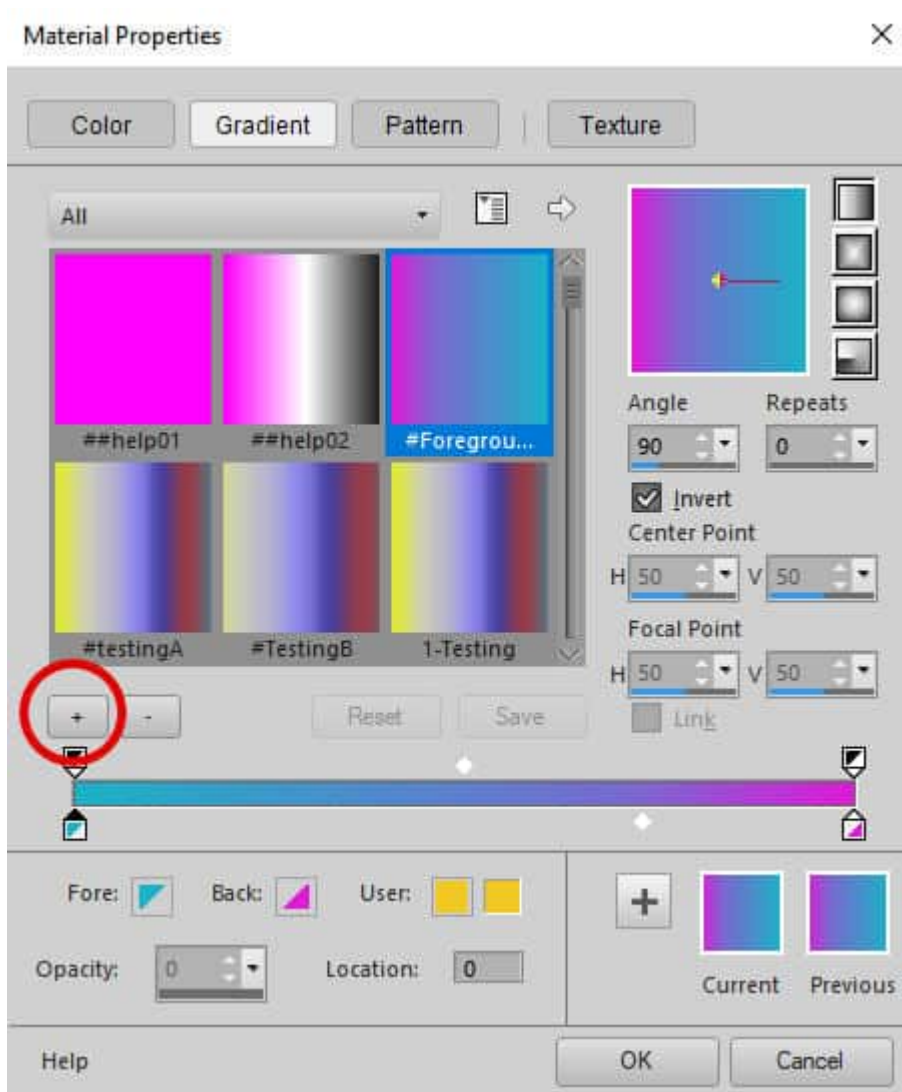 Material Properties
Color Gradient Pattern Texture
All
##help01 ##help02 #Foregrou...
#testingA #TestingB 1-Testing
Angle Repeats
90 0
Invert
Center Point
H 50 V 50
Focal Point
H 50 V 50
Link
+ - Reset Save
Fore: Back: User:
Opacity: 0 Location: 0
+
Current Previous
Help OK Cancel